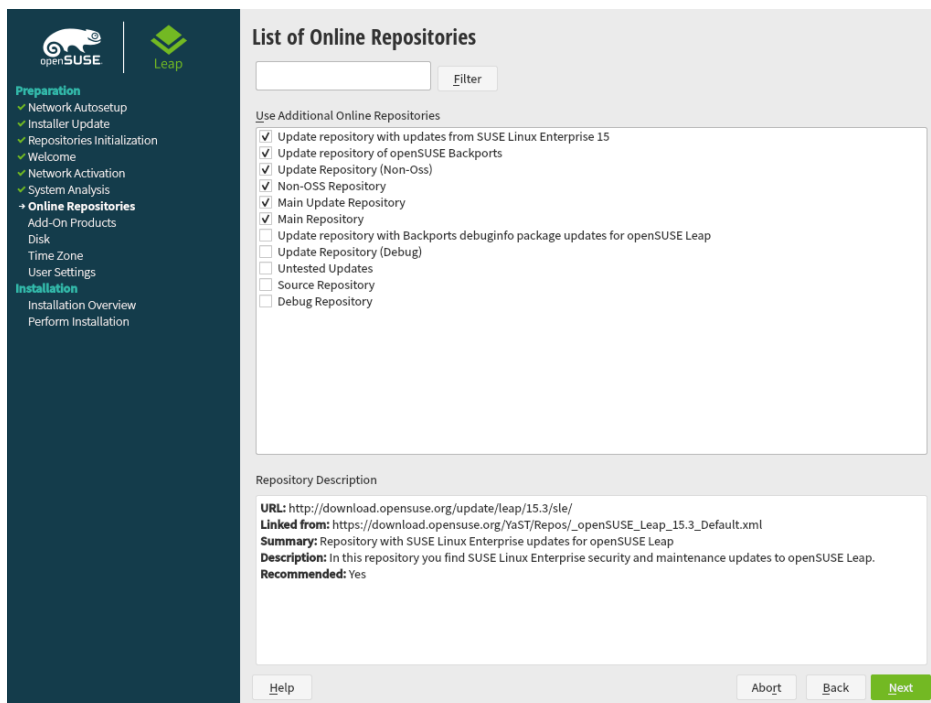 openSUSE.
Leap
Preparation
Network Autosetup
Installer Update
Repositories Initialization
Welcome
Network Activation
System Analysis
Online Repositories
Add-On Products
Disk
Time Zone
User Settings
Installation
Installation Overview
Perform Installation
List of Online Repositories
Filter
Use Additional Online Repositories
Update repository with updates from SUSE Linux Enterprise 15
Update repository of openSUSE Backports
Update Repository (Non-Oss)
Non-OSS Repository
Main Update Repository
Main Repository
Update repository with Backports debuginfo package updates for openSUSE Leap
Update Repository (Debug)
Untested Updates
Source Repository
Debug Repository
Repository Description
URL: http://download.opensuse.org/update/leap/15.3/sle/
Linked from: https://download.opensuse.org/YaST/Repos/_openSUSE_Leap_15.3_Default.xml
Summary: Repository with SUSE Linux Enterprise updates for openSUSE Leap
Description: In this repository you find SUSE Linux Enterprise security and maintenance updates to openSUSE Leap.
Recommended: Yes
Help
Abort
Back
Next